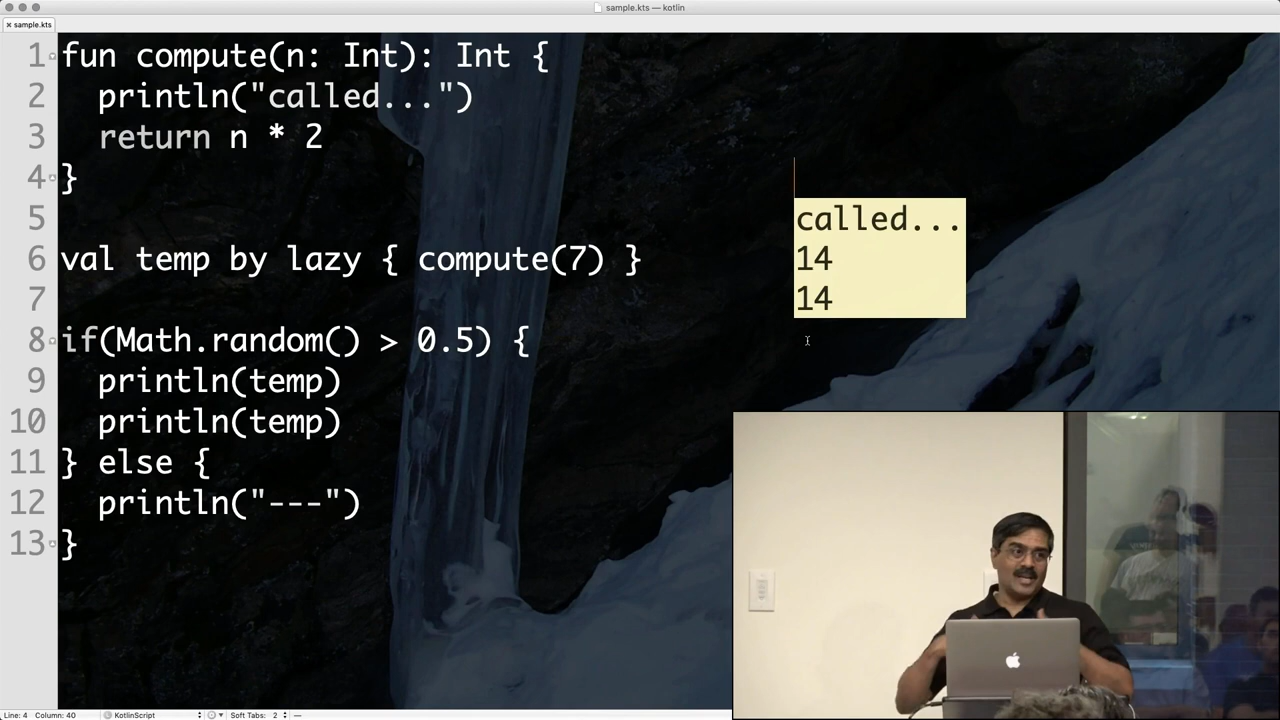 sample.kts — kotlin
sample.kts
1 fun compute(n: Int): Int {
2   println("called...")
3   return n * 2
4 }
5
6 val temp by lazy { compute(7) }
7
8 if(Math.random() > 0.5) {
9   println(temp)
10   println(temp)
11 } else {
12   println("---")
13 }
called...
14
14
Line: 4 Column: 40 KotlinScript Soft Tabs: 2 —